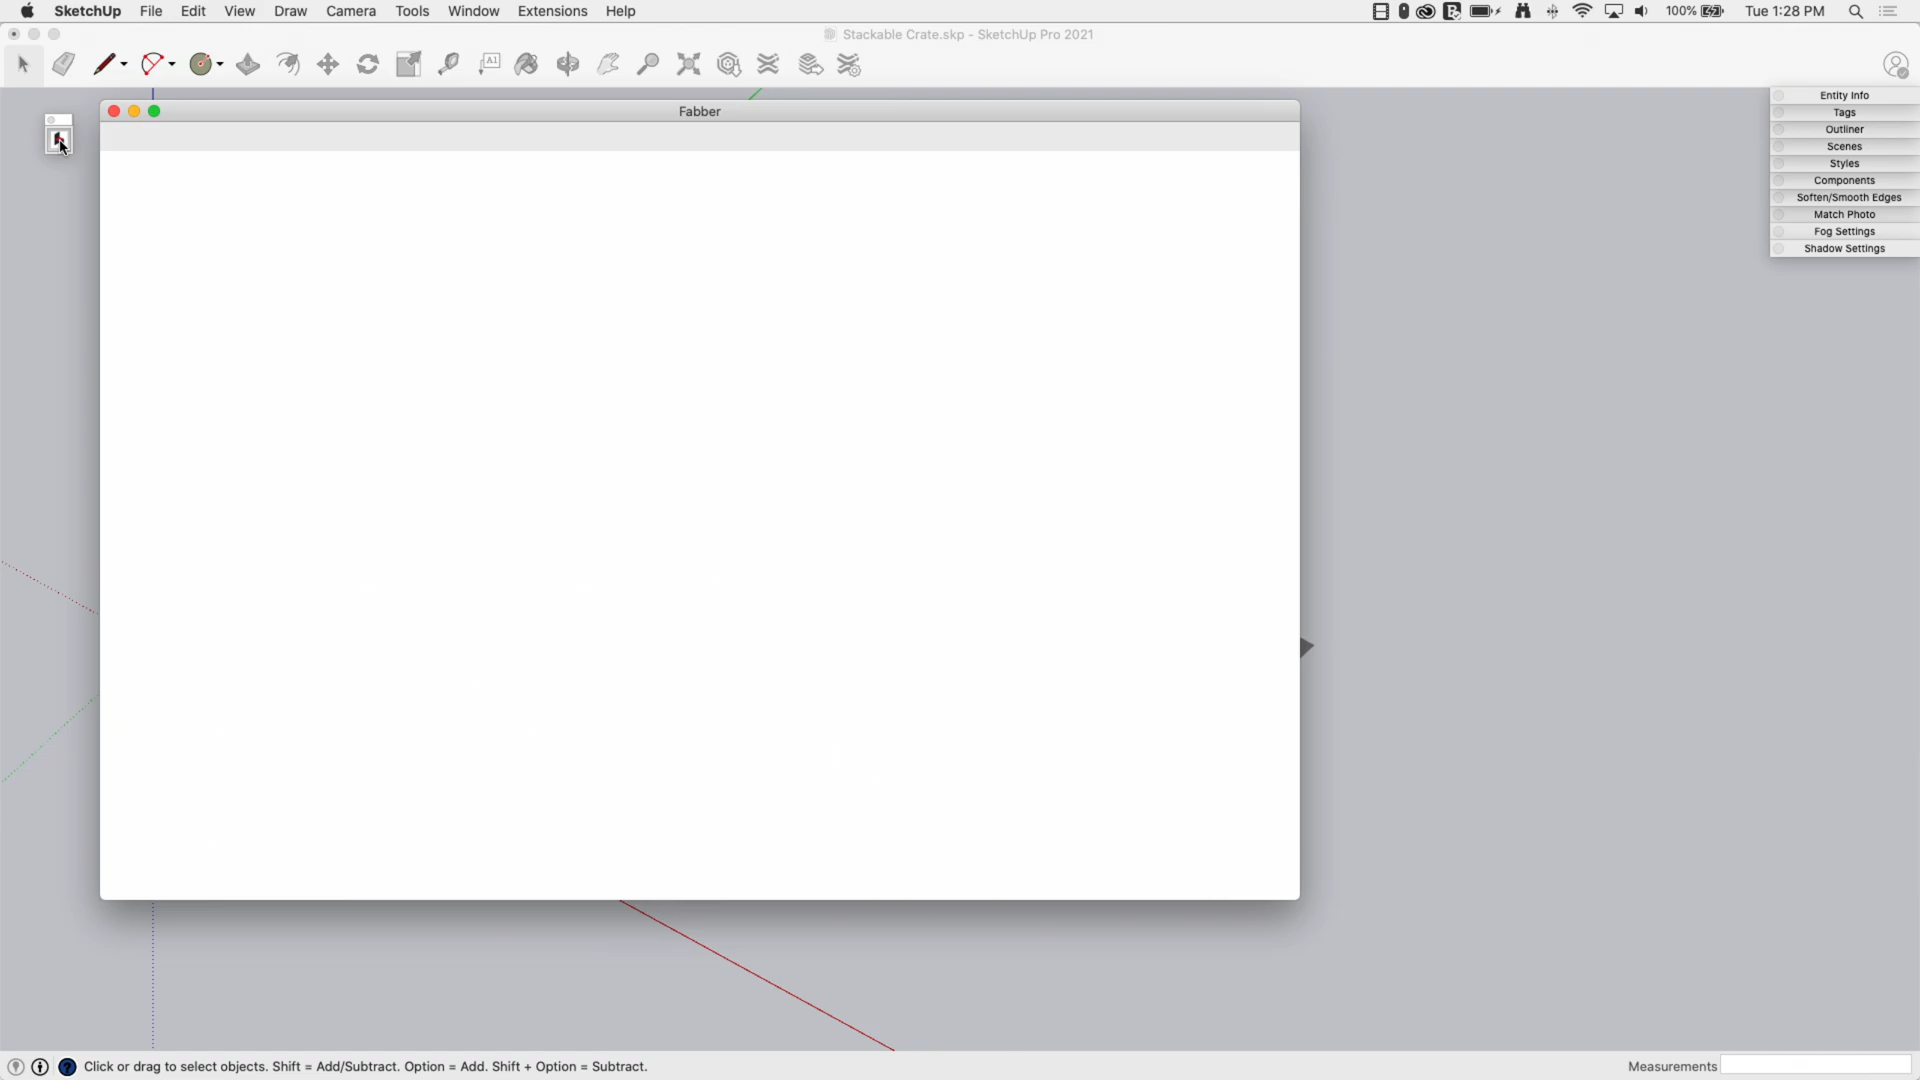 SketchUp File Edit View Draw Camera Tools Window Extensions Help
100% Tue 1:28 PM
Stackable Crate.skp - SketchUp Pro 2021
A1
Fabber
Entity Info
Tags
Outliner
Scenes
Styles
Components
Soften/Smooth Edges
Match Photo
Fog Settings
Shadow Settings
Click or drag to select objects. Shift = Add/Subtract. Option = Add. Shift + Option = Subtract.
Measurements